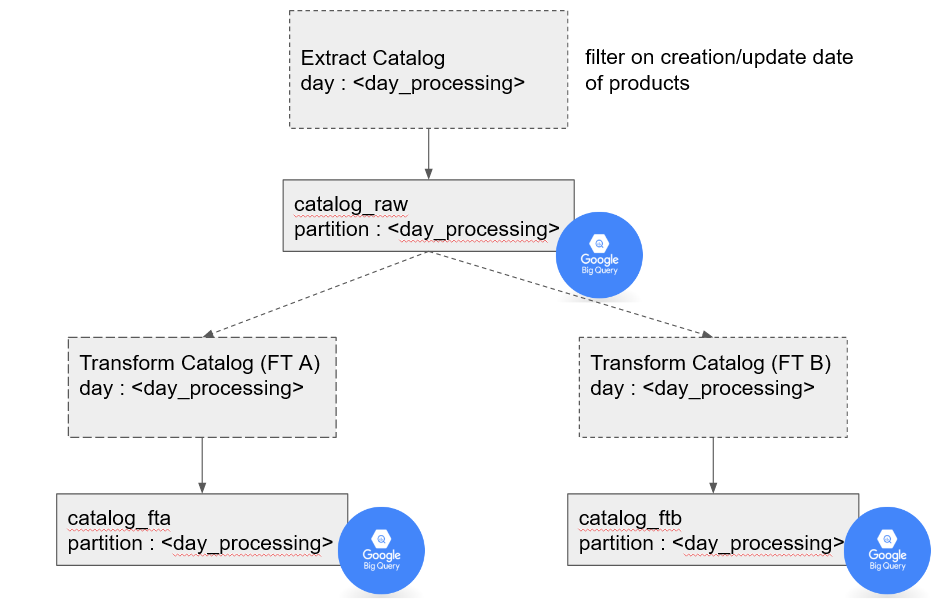 Extract Catalog
day : <day_processing>
filter on creation/update date
of products
catalog_raw
partition : <day_processing>
Google
Big Query
Transform Catalog (FT A)
day : <day_processing>
Transform Catalog (FT B)
day : <day_processing>
catalog_fta
partition : <day_processing>
Google
Big Query
catalog_ftb
partition : <day_processing>
Google
Big Query